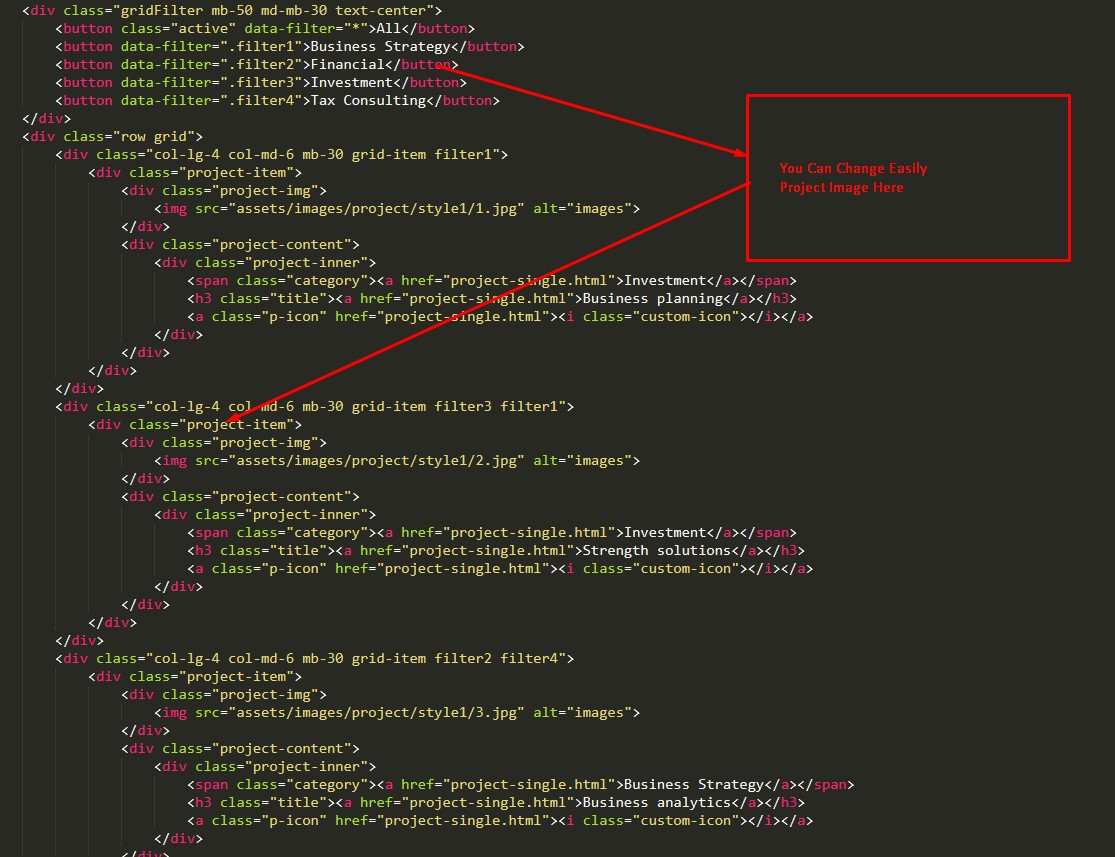 <div class="gridFilter mb-50 md-mb-30 text-center">
<button class="active" data-filter="*">All</button>
<button data-filter=".filter1">Business Strategy</button>
<button data-filter=".filter2">Financial</button>
<button data-filter=".filter3">Investment</button>
<button data-filter=".filter4">Tax Consulting</button>
</div>
<div class="row grid">
<div class="col-lg-4 col-md-6 mb-30 grid-item filter1">
<div class="project-item">
<div class="project-img">
<img src="assets/images/project/style1/1.jpg" alt="images">
</div>
<div class="project-content">
<div class="project-inner">
<span class="category"><a href="project-single.html">Investment</a></span>
<h3 class="title"><a href="project-single.html">Business planning</a></h3>
<a class="p-icon" href="project-single.html"><i class="custom-icon"></i></a>
</div>
</div>
</div>
</div>
<div class="col-lg-4 col-md-6 mb-30 grid-item filter3 filter1">
<div class="project-item">
<div class="project-img">
<img src="assets/images/project/style1/2.jpg" alt="images">
</div>
<div class="project-content">
<div class="project-inner">
<span class="category"><a href="project-single.html">Investment</a></span>
<h3 class="title"><a href="project-single.html">Strength solutions</a></h3>
<a class="p-icon" href="project-single.html"><i class="custom-icon"></i></a>
</div>
</div>
</div>
</div>
<div class="col-lg-4 col-md-6 mb-30 grid-item filter2 filter4">
<div class="project-item">
<div class="project-img">
<img src="assets/images/project/style1/3.jpg" alt="images">
</div>
<div class="project-content">
<div class="project-inner">
<span class="category"><a href="project-single.html">Business Strategy</a></span>
<h3 class="title"><a href="project-single.html">Business analytics</a></h3>
<a class="p-icon" href="project-single.html"><i class="custom-icon"></i></a>
</div>
</div>
You Can Change Easily
Project Image Here